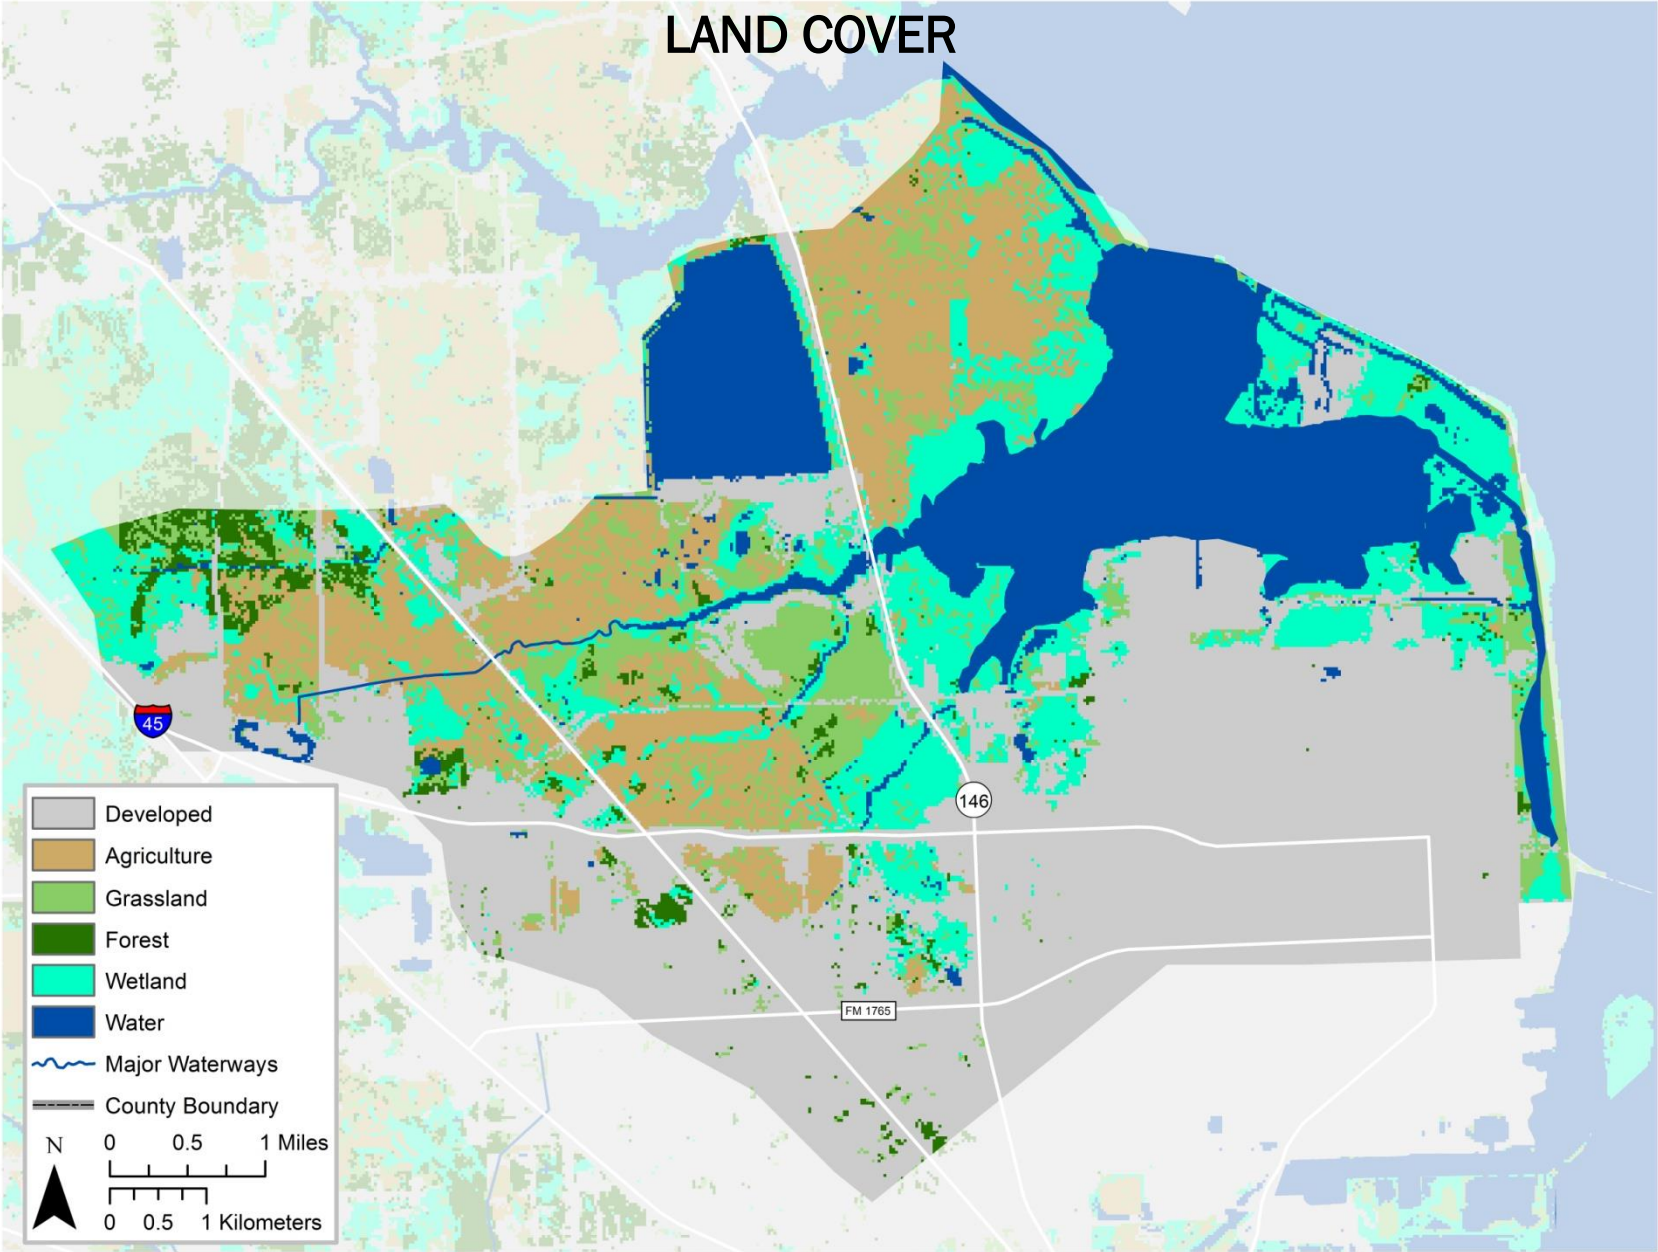 LAND COVER
45
146
FM 1765
Developed
Agriculture
Grassland
Forest
Wetland
Water
Major Waterways
County Boundary
N
0 0.5 1 Miles
0 0.5 1 Kilometers